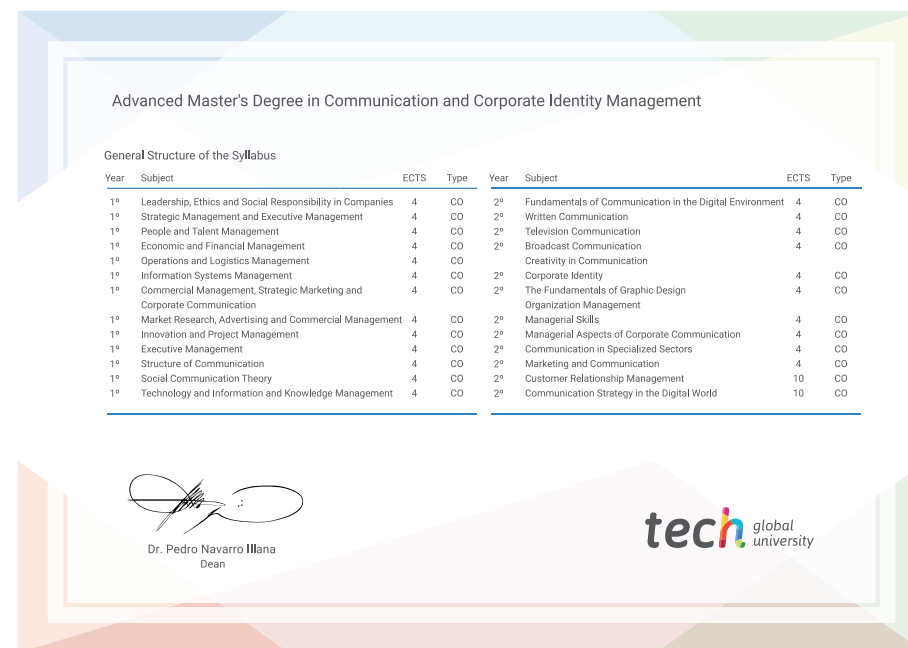 Advanced Master's Degree in Communication and Corporate Identity Management
General Structure of the Syllabus
Year Subject ECTS Type
1º Leadership, Ethics and Social Responsibility in Companies 4 CO
1º Strategic Management and Executive Management 4 CO
1º People and Talent Management 4 CO
1º Economic and Financial Management 4 CO
1º Operations and Logistics Management 4 CO
1º Information Systems Management 4 CO
1º Commercial Management, Strategic Marketing and 4 CO
Corporate Communication
1º Market Research, Advertising and Commercial Management 4 CO
1º Innovation and Project Management 4 CO
1º Executive Management 4 CO
1º Structure of Communication 4 CO
1º Social Communication Theory 4 CO
1º Technology and Information and Knowledge Management 4 CO
Year Subject ECTS Type
2º Fundamentals of Communication in the Digital Environment 4 CO
2º Written Communication 4 CO
2º Television Communication 4 CO
2º Broadcast Communication 4 CO
Creativity in Communication
2º Corporate Identity 4 CO
2º The Fundamentals of Graphic Design 4 CO
Organization Management
2º Managerial Skills 4 CO
2º Managerial Aspects of Corporate Communication 4 CO
2º Communication in Specialized Sectors 4 CO
2º Marketing and Communication 4 CO
2º Customer Relationship Management 10 CO
2º Communication Strategy in the Digital World 10 CO
Dr. Pedro Navarro Illana
Dean
tech global
university